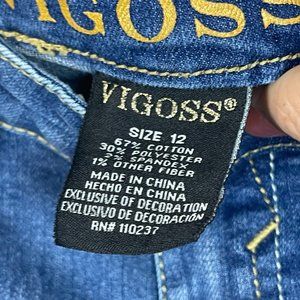 VIGOSS
VIGOSS®
SIZE 12
67% COTTON
30% POLYESTER
2% SPANDEX
1% OTHER FIBER
MADE IN CHINA
HECHO EN CHINA
EXCLUSIVE OF DECORATION
EXCLUSIVO DE DECORACIÓN
RN# 110237